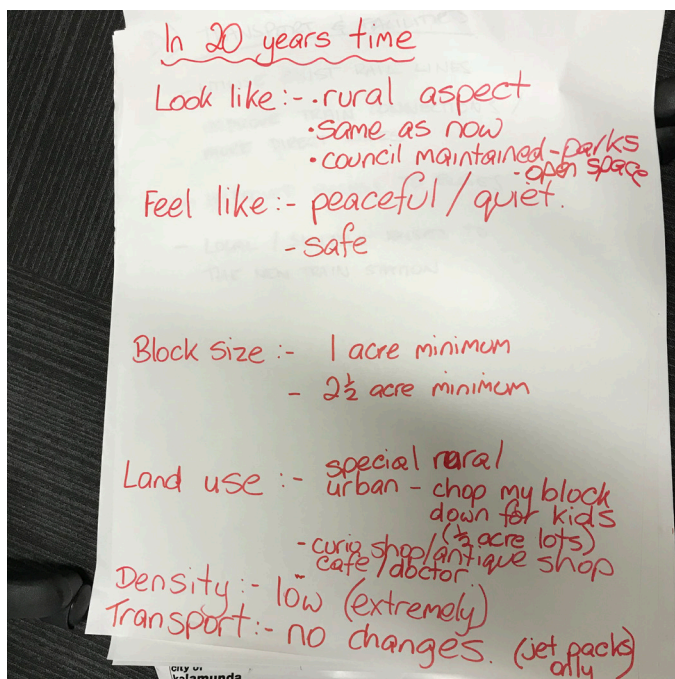 In 20 years time
Look like:- . rural aspect
• same as now
• council maintained - parks
- open space
Feel like:- peaceful / quiet.
- safe
Block size :- 1 acre minimum
- 2½ acre minimum
Land use :- special rural
urban - chop my block
down for kids
(½ acre lots)
- curio shop/antique shop
cafe / doctor
Density:- low (extremely)
Transport:- no changes. (jet packs
only)
city of
kalamunda